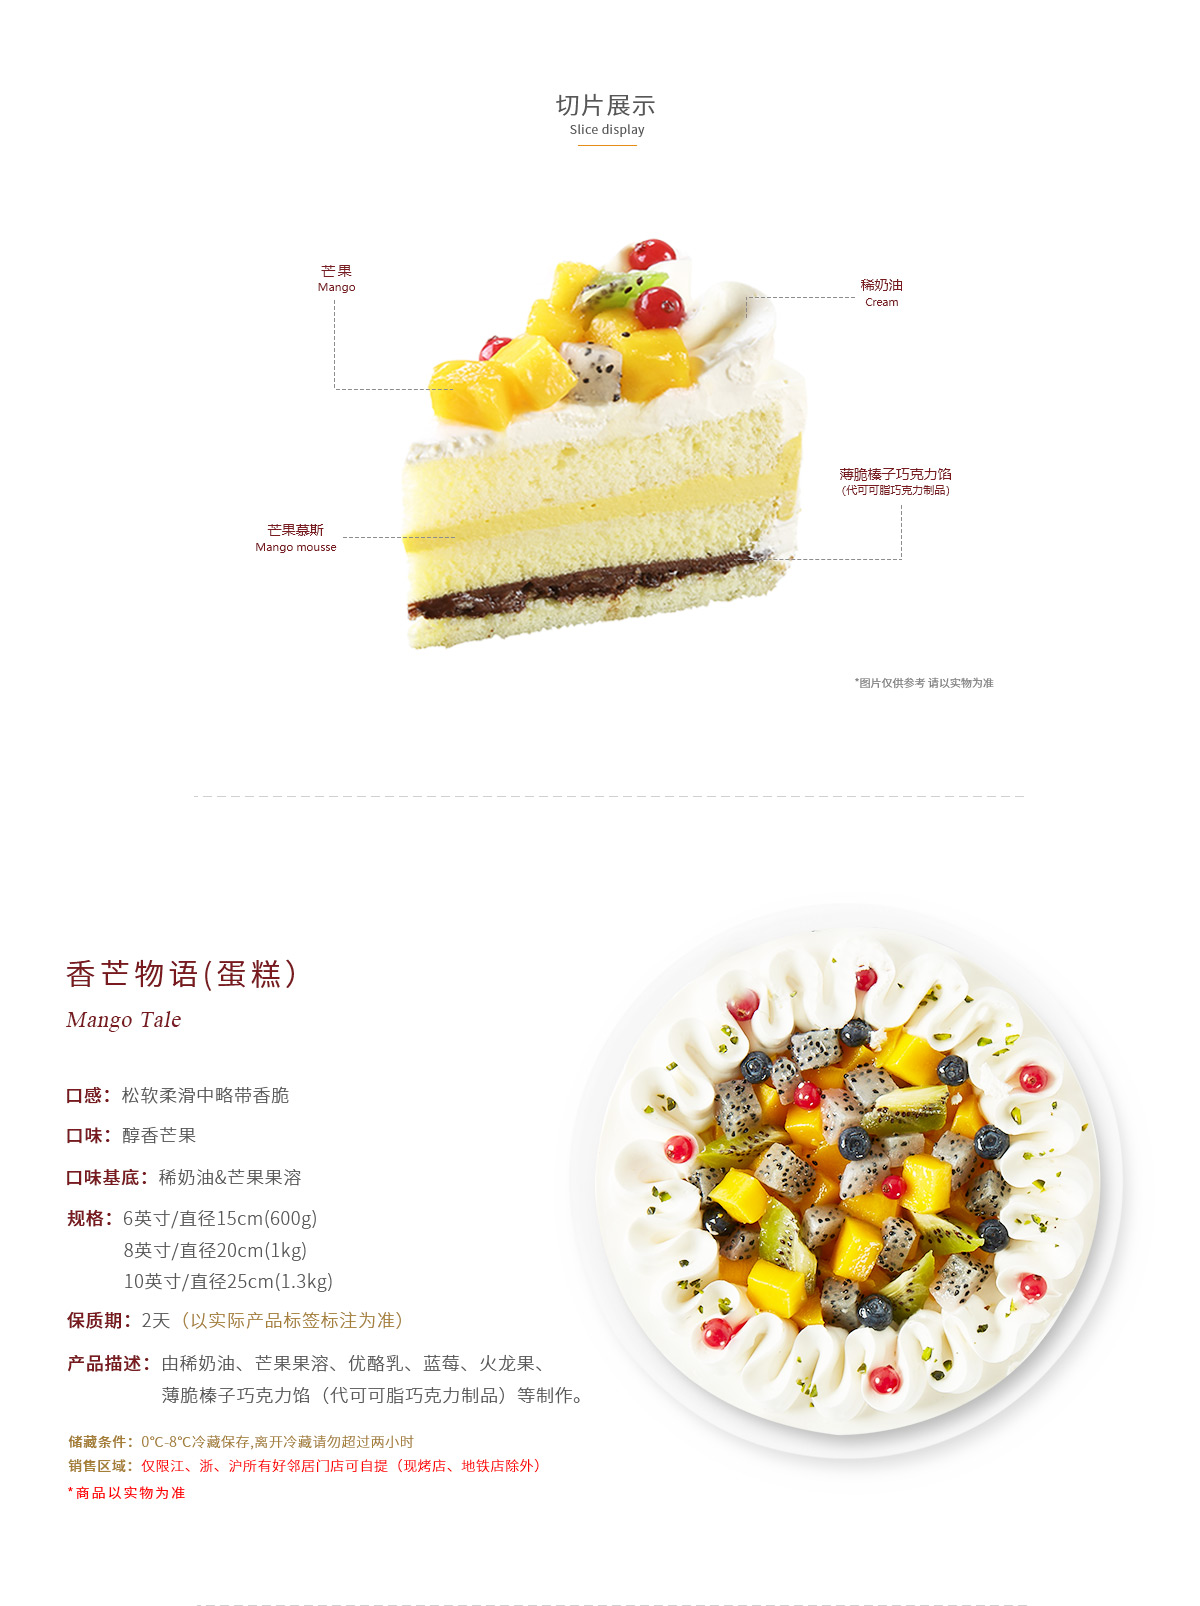 切片展示
Slice display
芒果
Mango
稀奶油
Cream
薄脆榛子巧克力馅
(代可可脂巧克力制品)
芒果慕斯
Mango mousse
*图片仅供参考 请以实物为准
香芒物语(蛋糕)
Mango Tale
口感：松软柔滑中略带香脆
口味：醇香芒果
口味基底：稀奶油&芒果果溶
规格：6英寸/直径15cm(600g)
8英寸/直径20cm(1kg)
10英寸/直径25cm(1.3kg)
保质期：2天（以实际产品标签标注为准）
产品描述：由稀奶油、芒果果溶、优酪乳、蓝莓、火龙果、
薄脆榛子巧克力馅（代可可脂巧克力制品）等制作。
储藏条件：0℃-8℃冷藏保存,离开冷藏请勿超过两小时
销售区域：仅限江、浙、沪所有好邻居门店可自提（现烤店、地铁店除外）
*商品以实物为准